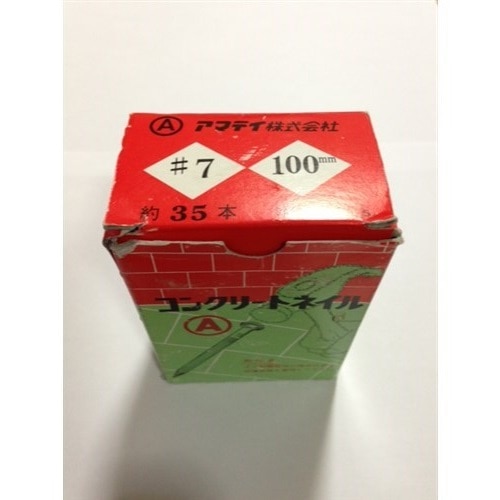 Ⓐ アマテイ株式会社
#7 100mm
約 35 本
コンクリートネイル
Ⓐ